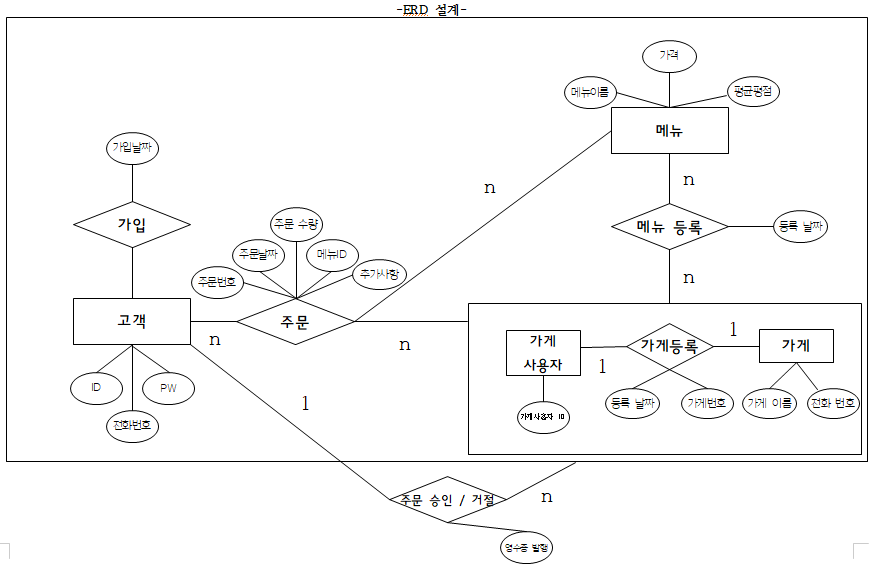 -ERD 설계-
가격
메뉴이름
평균평점
메뉴
가입날짜
n
n
가입
주문 수량
메뉴 등록
등록 날짜
주문날짜
메뉴ID
주문번호
추가사항
n
고객
주문
n
n
가게
사용자
1
가게등록
1
가게
ID
PW
전화번호
1
가게사용자 ID
등록 날짜
가게번호
가게 이름
전화 번호
주문 승인 / 거절
n
영수증 발행